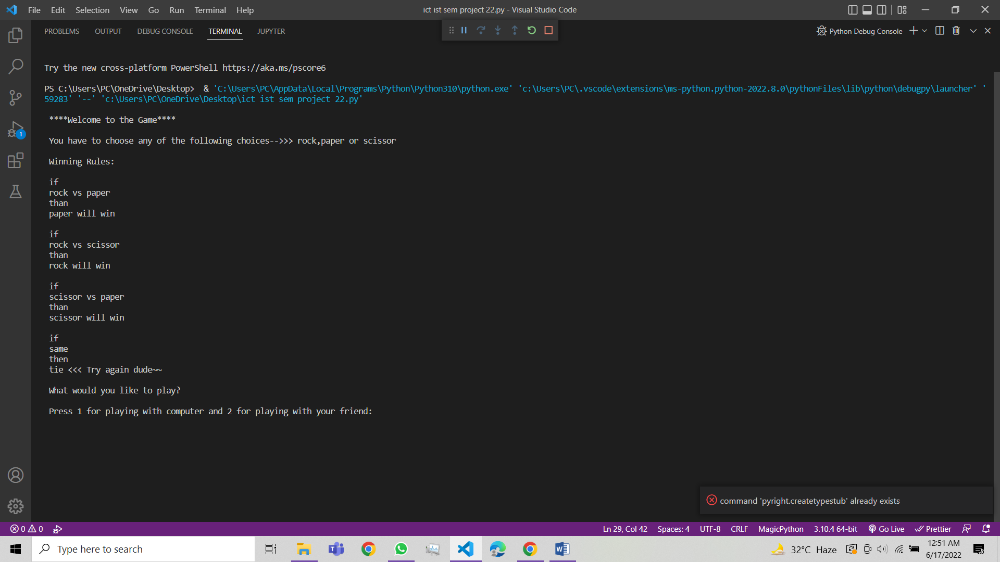 File Edit Selection View Go Run Terminal Help
ict ist sem project 22.py - Visual Studio Code
PROBLEMS OUTPUT DEBUG CONSOLE TERMINAL JUPYTER
Python Debug Console
Try the new cross-platform PowerShell https://aka.ms/pscore6
PS C:\Users\PC\OneDrive\Desktop>  & 'C:\Users\PC\AppData\Local\Programs\Python\Python310\python.exe' 'c:\Users\PC\.vscode\extensions\ms-python.python-2022.8.0\pythonFiles\lib\python\debugpy\launcher' '
59283' '--' 'c:\Users\PC\OneDrive\Desktop\ict ist sem project 22.py'
****Welcome to the Game****
You have to choose any of the following choices-->>> rock,paper or scissor
Winning Rules:
if
rock vs paper
than
paper will win
if
rock vs scissor
than
rock will win
if
scissor vs paper
than
scissor will win
if
same
then
tie <<< Try again dude~~
What would you like to play?
Press 1 for playing with computer and 2 for playing with your friend:
1
command 'pyright.createtypestub' already exists
0 0
Ln 29, Col 42 Spaces: 4 UTF-8 CRLF MagicPython 3.10.4 64-bit Go Live Prettier
Type here to search
32°C Haze
12:51 AM
6/17/2022